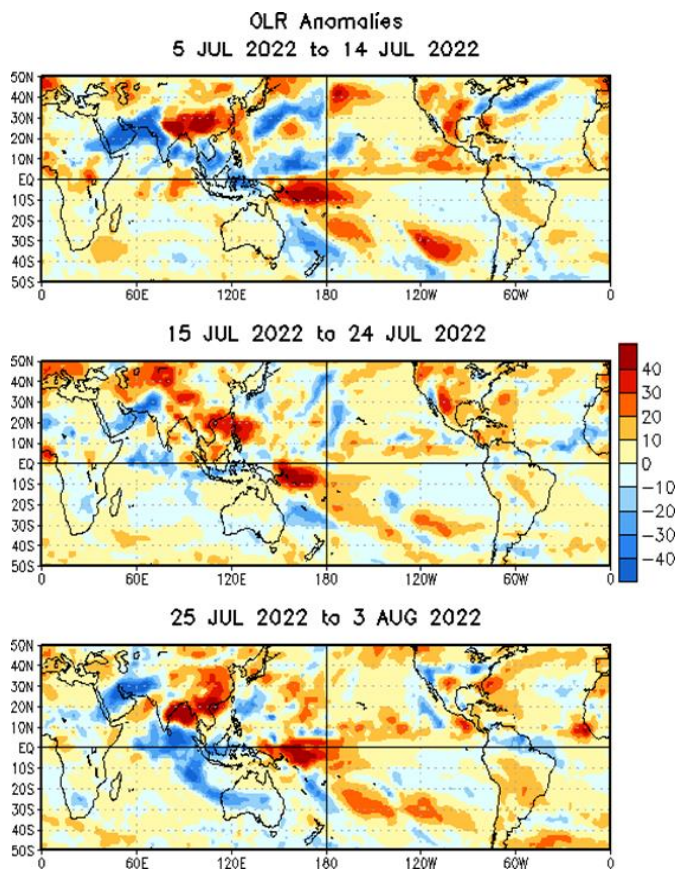 OLR Anomalies
5 JUL 2022 to 14 JUL 2022
50N
40N
30N
20N
10N
EQ
10S
20S
30S
40S
50S
0 60E 120E 180 120W 60W 0
15 JUL 2022 to 24 JUL 2022
50N
40N
30N
20N
10N
EQ
10S
20S
30S
40S
50S
0 60E 120E 180 120W 60W 0
40
30
20
10
0
-10
-20
-30
-40
25 JUL 2022 to 3 AUG 2022
50N
40N
30N
20N
10N
EQ
10S
20S
30S
40S
50S
0 60E 120E 180 120W 60W 0